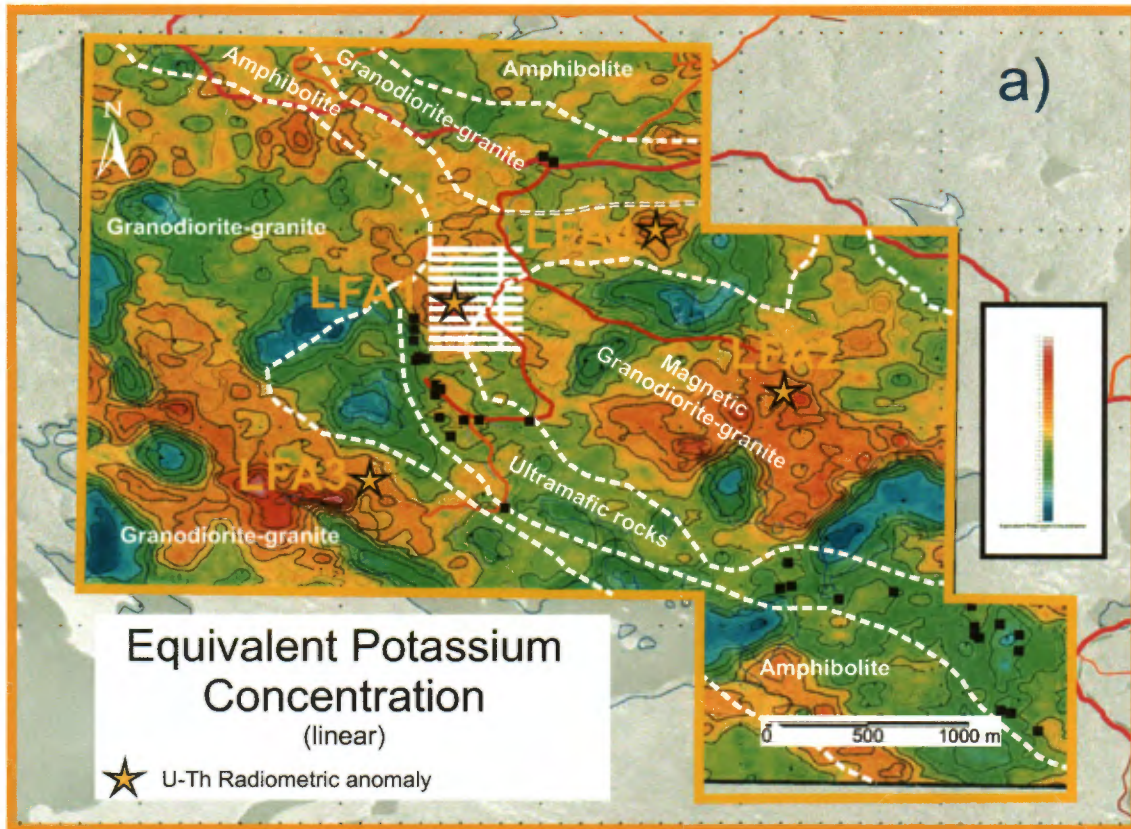 a)
Amphibolite
Granodiorite-granite
Amphibolite
N
Granodiorite-granite
LFA1
LFA2
Magnetic
Granodiorite-granite
LFA3
Ultramafic rocks
Granodiorite-granite
Amphibolite
0 500 1000 m
Equivalent Potassium
Concentration
(linear)
U-Th Radiometric anomaly